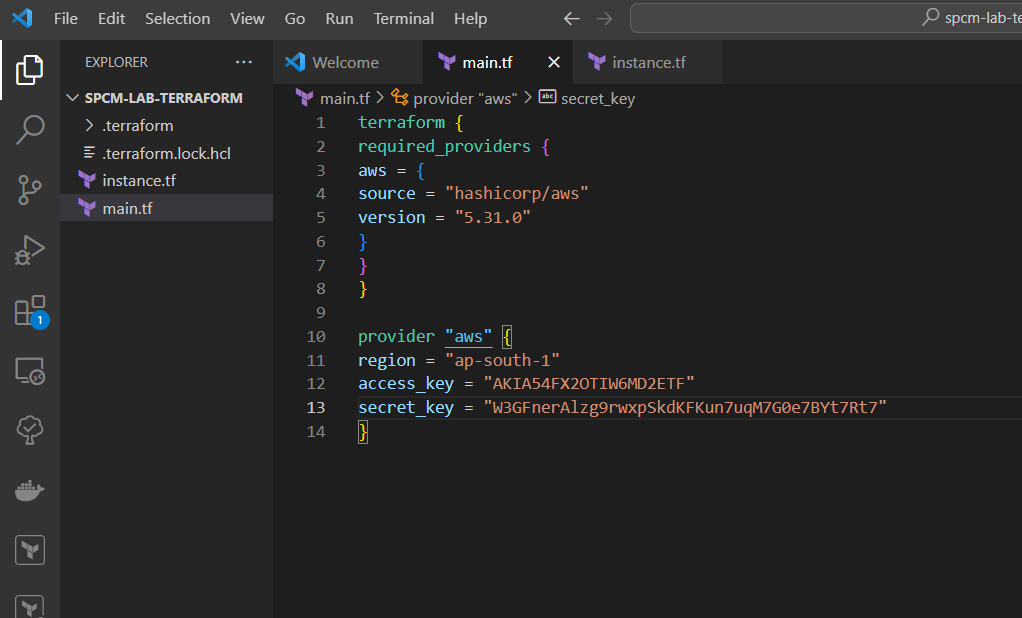 File Edit Selection View Go Run Terminal Help
spcm-lab-te
EXPLORER
Welcome
main.tf
instance.tf
SPCM-LAB-TERRAFORM
.terraform
.terraform.lock.hcl
instance.tf
main.tf
1
main.tf > provider "aws" > abc secret_key
1 terraform {
2 required_providers {
3 aws = {
4 source = "hashicorp/aws"
5 version = "5.31.0"
6 }
7 }
8 }
9
10 provider "aws" {
11 region = "ap-south-1"
12 access_key = "AKIA54FX2OTIW6MD2ETF"
13 secret_key = "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"
14 }